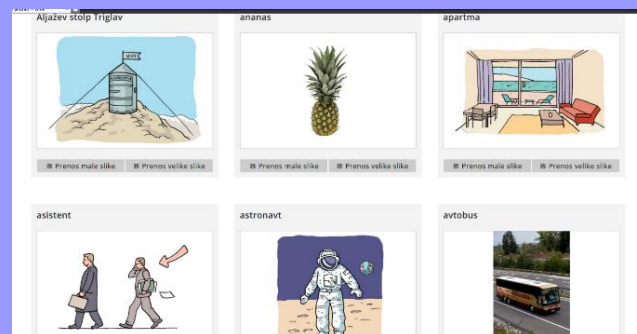 Aljažev stolp Triglav
ananas
apartma
Prenos male slike
Prenos velike slike
Prenos male slike
Prenos velike slike
Prenos male slike
Prenos velike slike
asistent
astronavt
avtobus